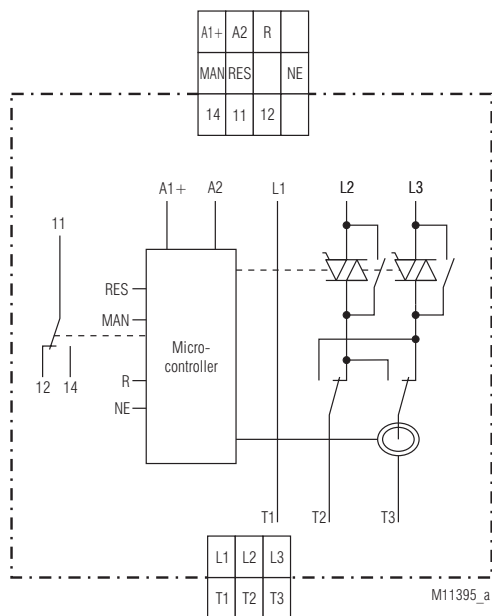 A1+ A2 R
MAN RES NE
14 11 12
A1+ A2 L1 L2 L3
11
RES
MAN
Micro-
controller
12 14
R
NE
T1 T2 T3
L1 L2 L3
T1 T2 T3
M11395_a